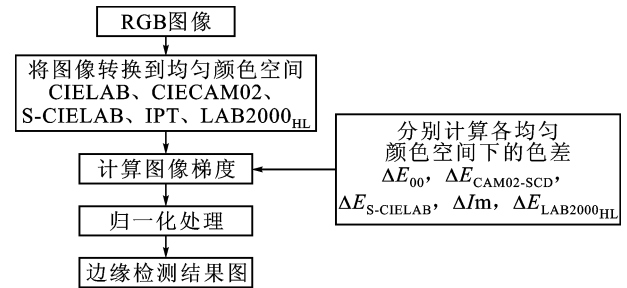 RGB图像
将图像转换到均匀颜色空间
CIELAB、CIECAM02、
S-CIELAB、IPT、LAB2000HL
计算图像梯度
归一化处理
边缘检测结果图
分别计算各均匀
颜色空间下的色差
ΔE00，ΔECAM02-SCD，
ΔES-CIELAB，ΔIm，ΔELAB2000HL